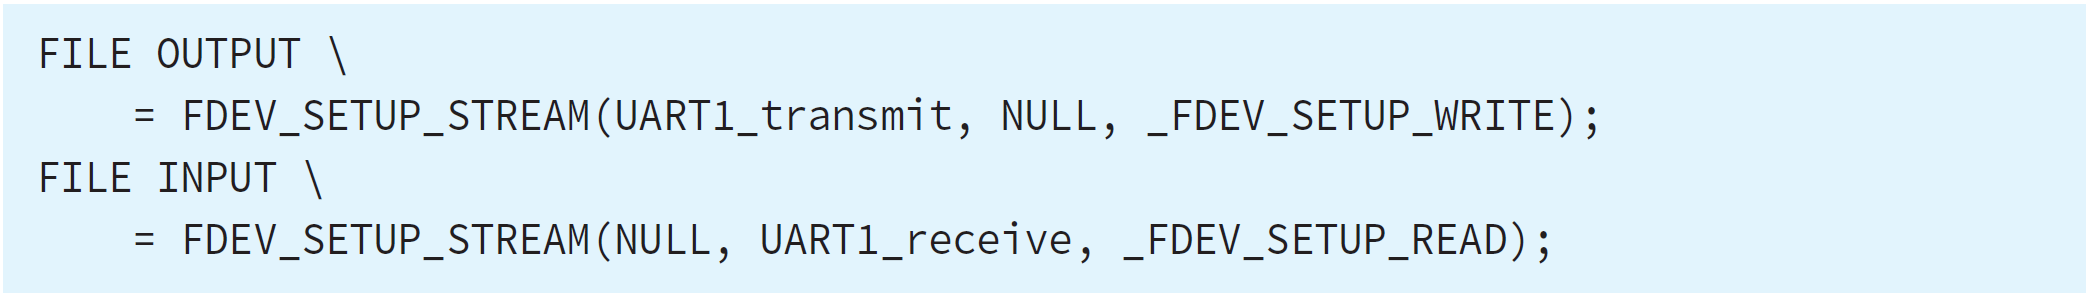 FILE OUTPUT \
    = FDEV_SETUP_STREAM(UART1_transmit, NULL, _FDEV_SETUP_WRITE);
FILE INPUT \
    = FDEV_SETUP_STREAM(NULL, UART1_receive, _FDEV_SETUP_READ);